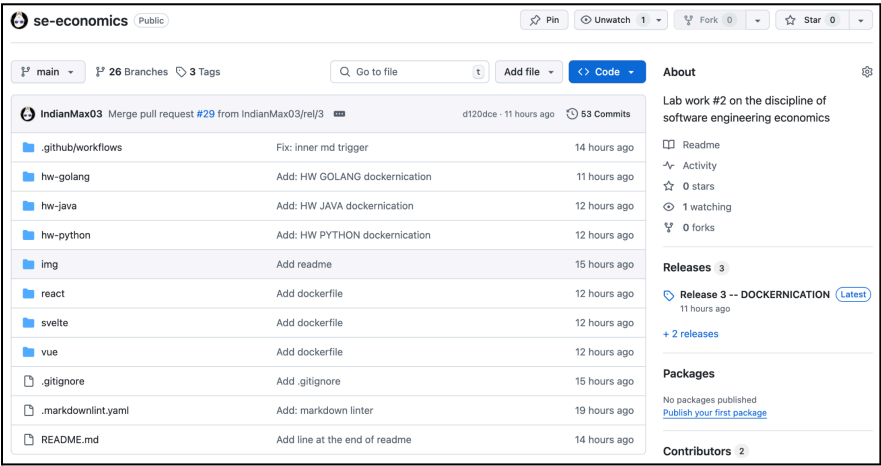 se-economics Public Pin Unwatch 1 Fork 0 Star 0
main 26 Branches 3 Tags Go to file t Add file <> Code
IndianMax03 Merge pull request #29 from IndianMax03/rel/3 d120dce · 11 hours ago 53 Commits
.github/workflows Fix: inner md trigger 14 hours ago
hw-golang Add: HW GOLANG dockernication 11 hours ago
hw-java Add: HW JAVA dockernication 12 hours ago
hw-python Add: HW PYTHON dockernication 12 hours ago
img Add readme 15 hours ago
react Add dockerfile 12 hours ago
svelte Add dockerfile 12 hours ago
vue Add dockerfile 12 hours ago
.gitignore Add .gitignore 15 hours ago
.markdownlint.yaml Add: markdown linter 19 hours ago
README.md Add line at the end of readme 14 hours ago
About
Lab work #2 on the discipline of
software engineering economics
Readme
Activity
0 stars
1 watching
0 forks
Releases 3
Release 3 -- DOCKERNICATION Latest
11 hours ago
+ 2 releases
Packages
No packages published
Publish your first package
Contributors 2